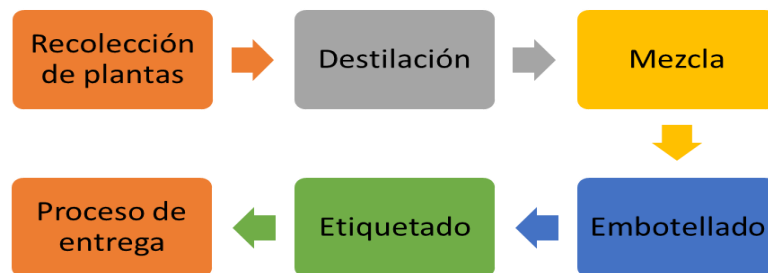 Recolección
de plantas
Destilación
Mezcla
Embotellado
Etiquetado
Proceso de
entrega